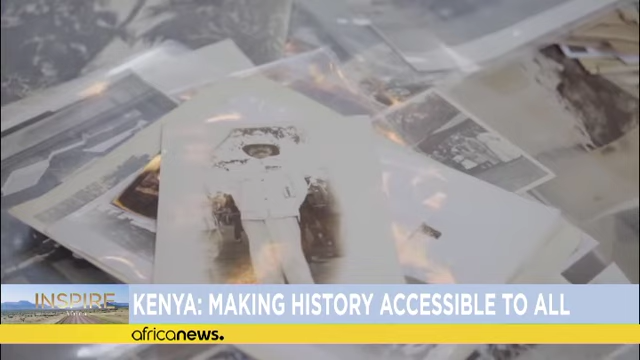 INSPIRE
KENYA: MAKING HISTORY ACCESSIBLE TO ALL
africanews.